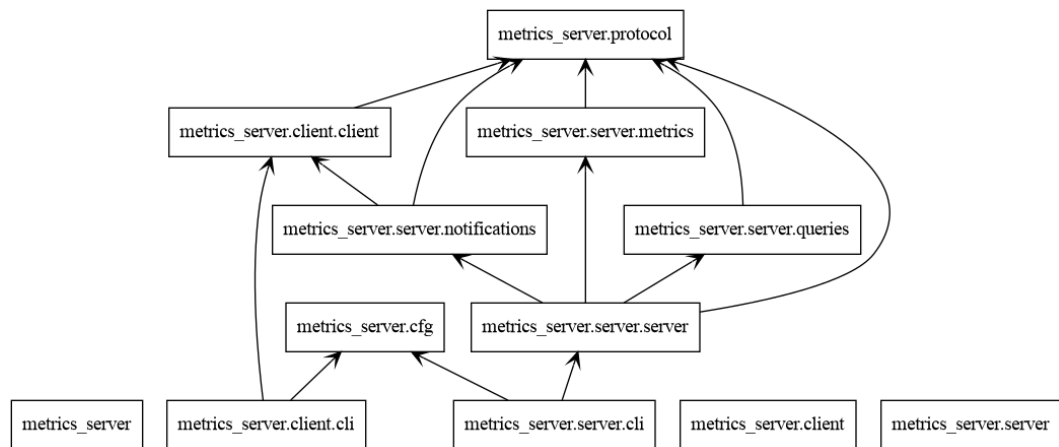 metrics_server.protocol
metrics_server.client.client
metrics_server.server.metrics
metrics_server.server.notifications
metrics_server.server.queries
metrics_server.cfg
metrics_server.server.server
metrics_server
metrics_server.client.cli
metrics_server.server.cli
metrics_server.client
metrics_server.server